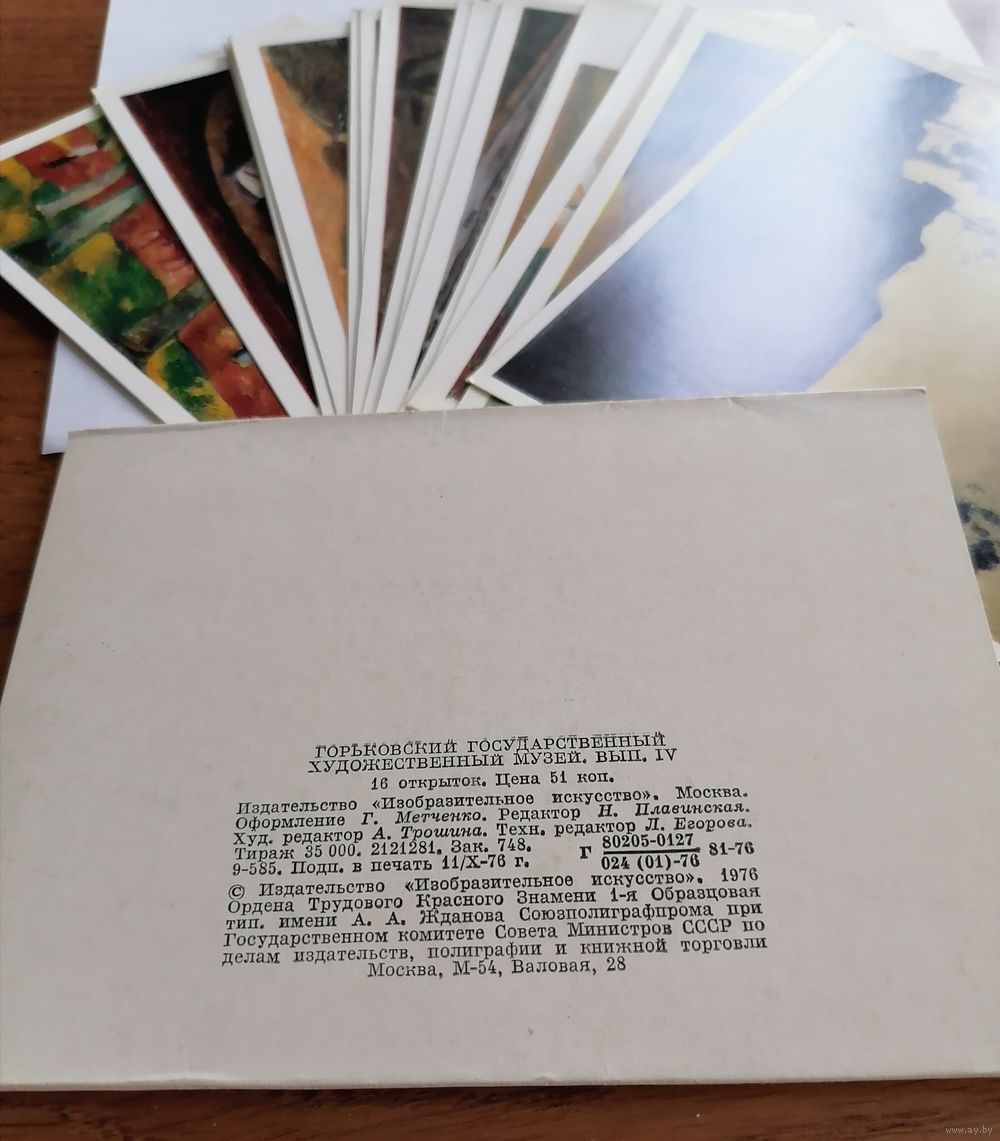 ГОРЬКОВСКИЙ ГОСУДАРСТВЕННЫЙ
ХУДОЖЕСТВЕННЫЙ МУЗЕЙ. ВЫП. IV
16 открыток. Цена 51 коп.
Издательство «Изобразительное искусство». Москва.
Оформление Г. Метченко. Редактор Н. Плавинская.
Худ. редактор А. Трошина. Техн. редактор Л. Егорова.
Тираж 35 000. 2121281. Зак. 748.
9-585. Подп. в печать 11/X-76 г.
Г 80205-0127 81-76
024 (01)-76
© Издательство «Изобразительное искусство». 1976
Ордена Трудового Красного Знамени 1-я Образцовая
тип. имени А. А. Жданова Союзполиграфпрома при
Государственном комитете Совета Министров СССР по
делам издательств, полиграфии и книжной торговли
Москва, М-54, Валовая, 28
www.ay.by